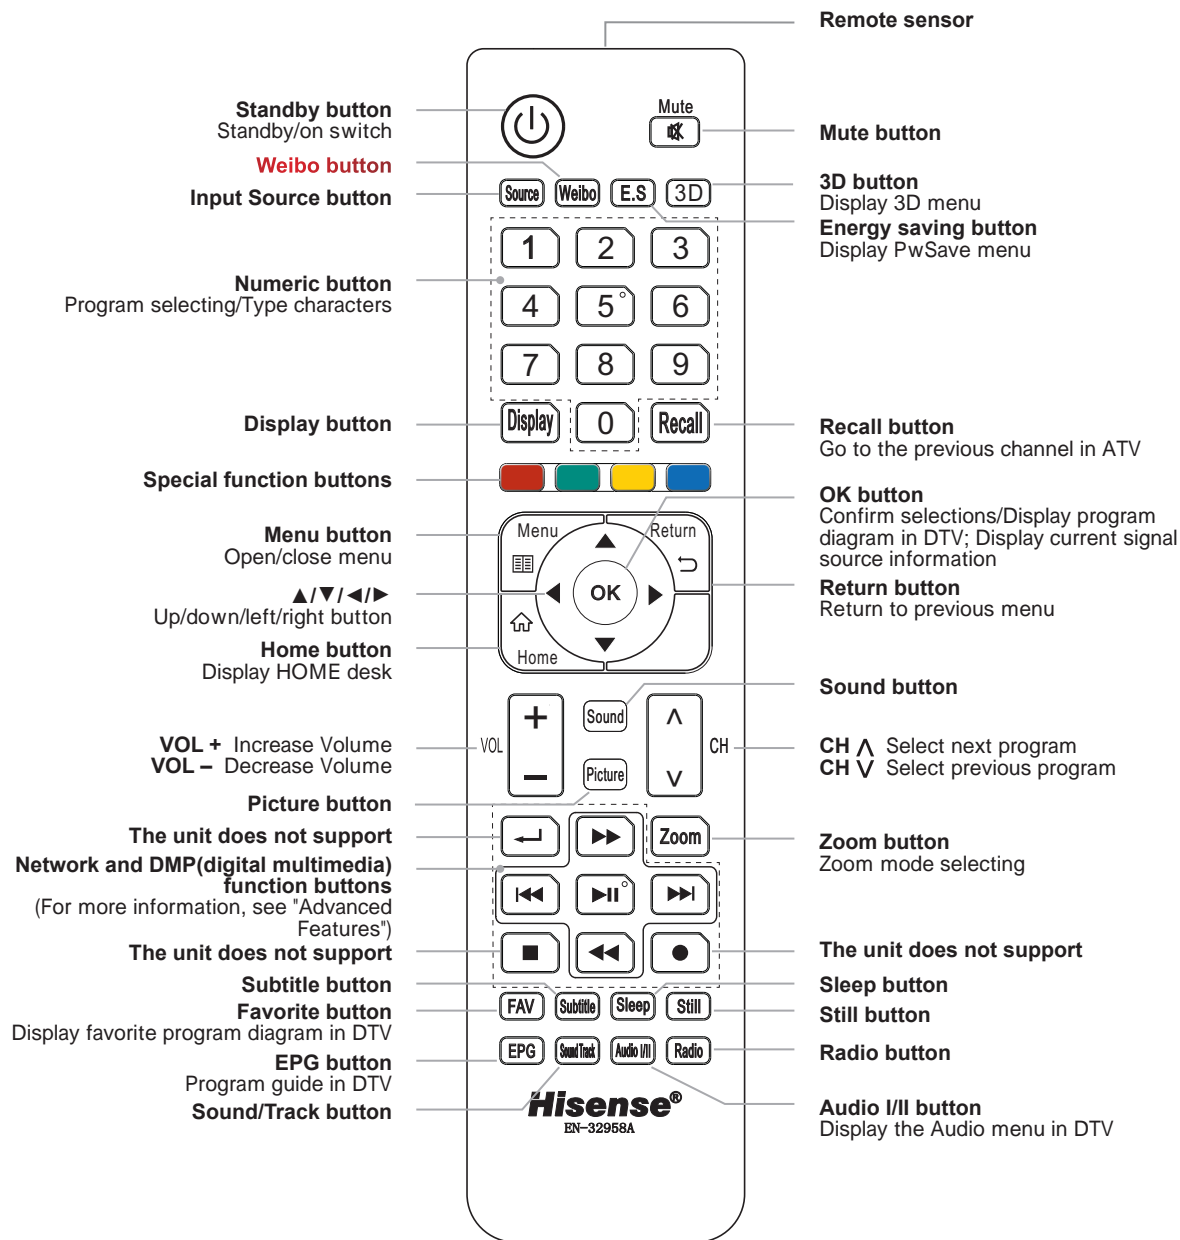 Remote sensor
Standby button
Standby/on switch
Weibo button
Input Source button
Numeric button
Program selecting/Type characters
Display button
Special function buttons
Menu button
Open/close menu
▲/▼/◄/►
Up/down/left/right button
Home button
Display HOME desk
VOL + Increase Volume
VOL – Decrease Volume
Picture button
The unit does not support
Network and DMP(digital multimedia)
function buttons
(For more information, see "Advanced
Features")
The unit does not support
Subtitle button
Favorite button
Display favorite program diagram in DTV
EPG button
Program guide in DTV
Sound/Track button
Mute
Source Weibo E.S 3D
1 2 3
4 5 6
7 8 9
Display 0 Recall
Menu Return
OK
Home
VOL + Sound ∧ CH
– Picture ∨
Zoom
FAV Subtitle Sleep Still
EPG Sound Track Audio I/II Radio
Hisense®
EN-32958A
Mute button
3D button
Display 3D menu
Energy saving button
Display PwSave menu
Recall button
Go to the previous channel in ATV
OK button
Confirm selections/Display program
diagram in DTV; Display current signal
source information
Return button
Return to previous menu
Sound button
CH ∧ Select next program
CH ∨ Select previous program
Zoom button
Zoom mode selecting
The unit does not support
Sleep button
Still button
Radio button
Audio I/II button
Display the Audio menu in DTV